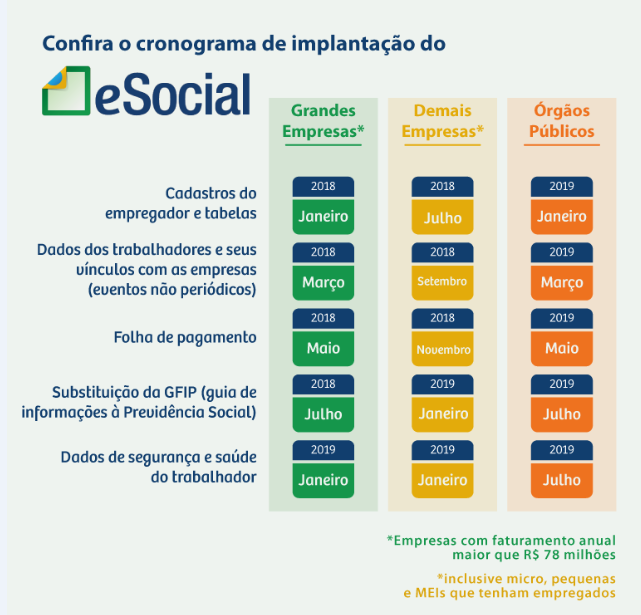 Confira o cronograma de implantação do
eSocial
Grandes
Empresas*
Demais
Empresas*
Órgãos
Públicos
Cadastros do
empregador e tabelas
2018
Janeiro
2018
Julho
2019
Janeiro
Dados dos trabalhadores e seus
vínculos com as empresas
(eventos não periódicos)
2018
Março
2018
Setembro
2019
Março
Folha de pagamento
2018
Maio
2018
Novembro
2019
Maio
Substituição da GFIP (guia de
informações à Previdência Social)
2018
Julho
2019
Janeiro
2019
Julho
Dados de segurança e saúde
do trabalhador
2019
Janeiro
2019
Janeiro
2019
Julho
*Empresas com faturamento anual
maior que R$ 78 milhões
*inclusive micro, pequenas
e MEIs que tenham empregados